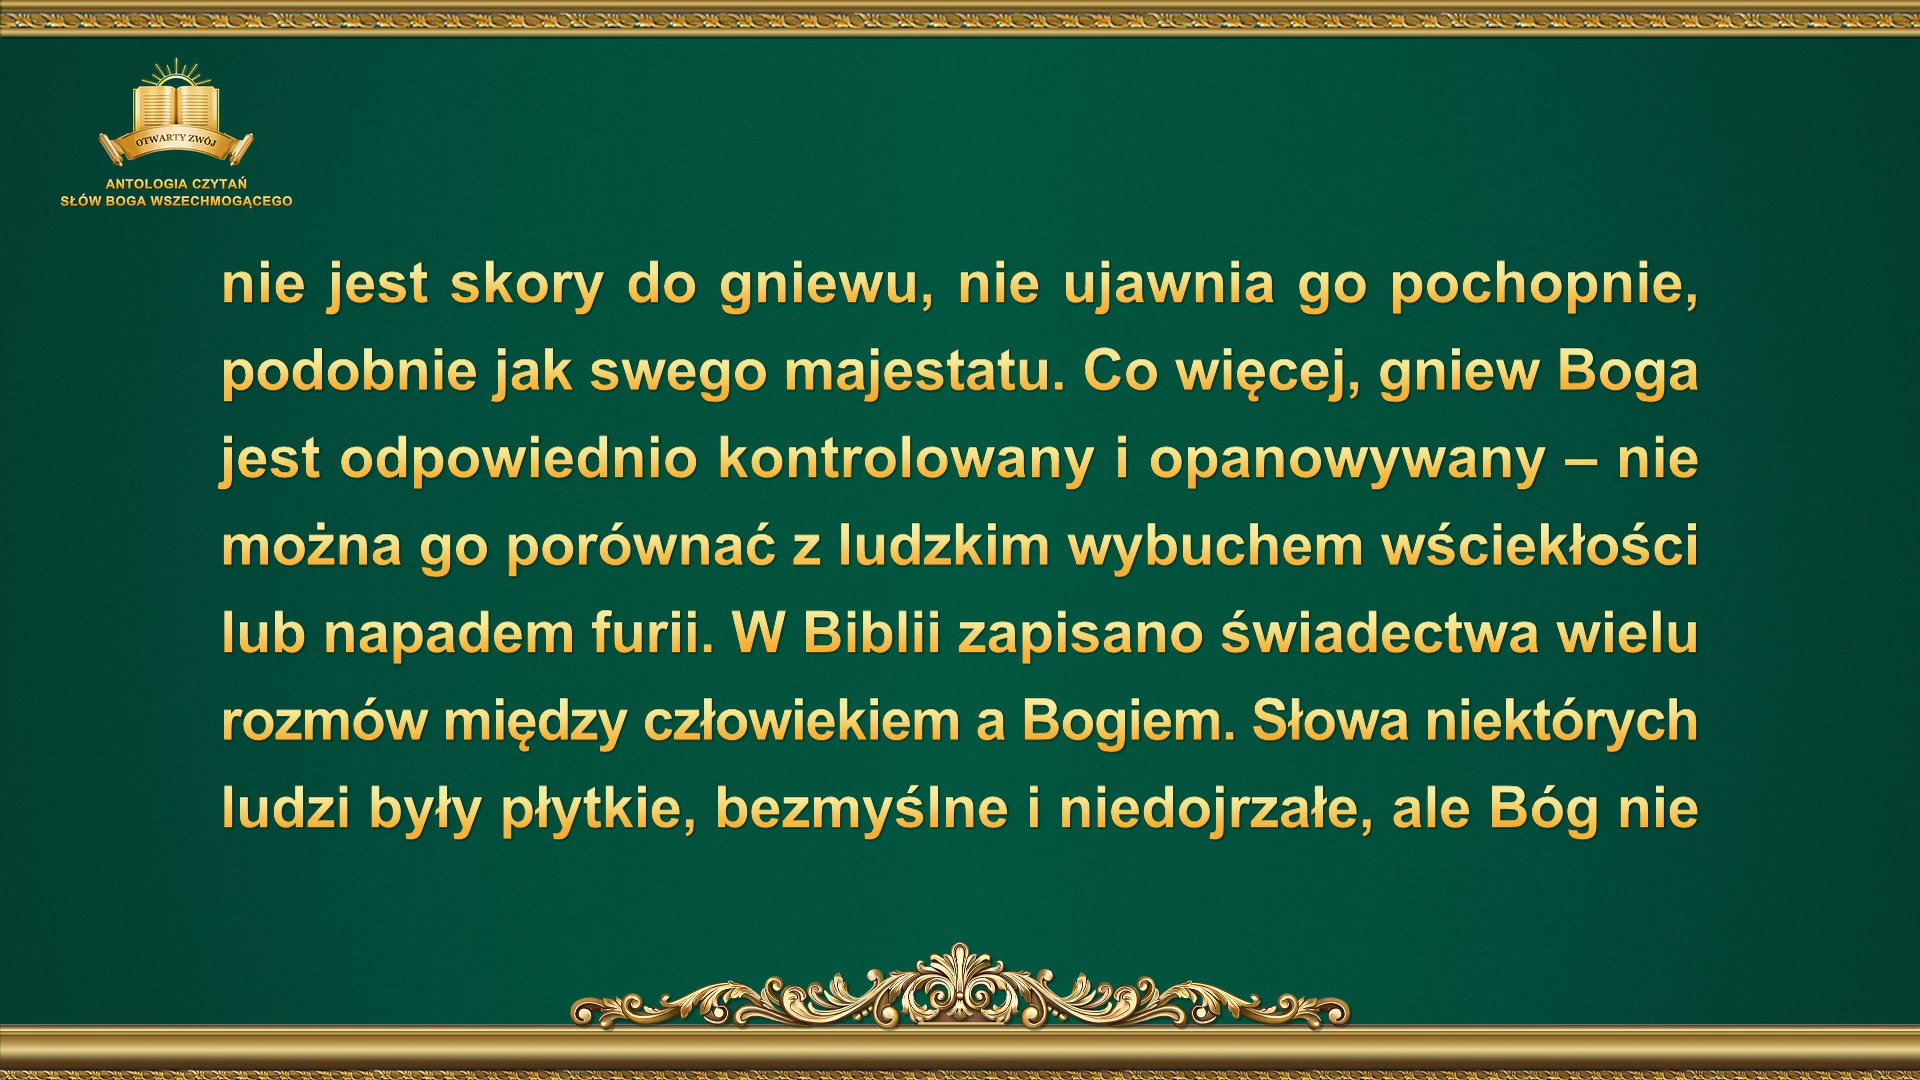 OTWARTY ZWÓJ
ANTOLOGIA CZYTAŃ
SŁÓW BOGA WSZECHMOGĄCEGO
nie jest skory do gniewu, nie ujawnia go pochopnie,
podobnie jak swego majestatu. Co więcej, gniew Boga
jest odpowiednio kontrolowany i opanowywany – nie
można go porównać z ludzkim wybuchem wściekłości
lub napadem furii. W Biblii zapisano świadectwa wielu
rozmów między człowiekiem a Bogiem. Słowa niektórych
ludzi były płytkie, bezmyślne i niedojrzałe, ale Bóg nie